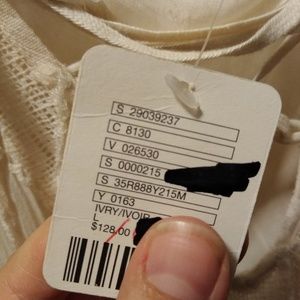 S 29039237
C 8130
V 026530
S 0000215
S 35R888Y215M
Y 0163
IVRY/IVOIR
L
$128.00